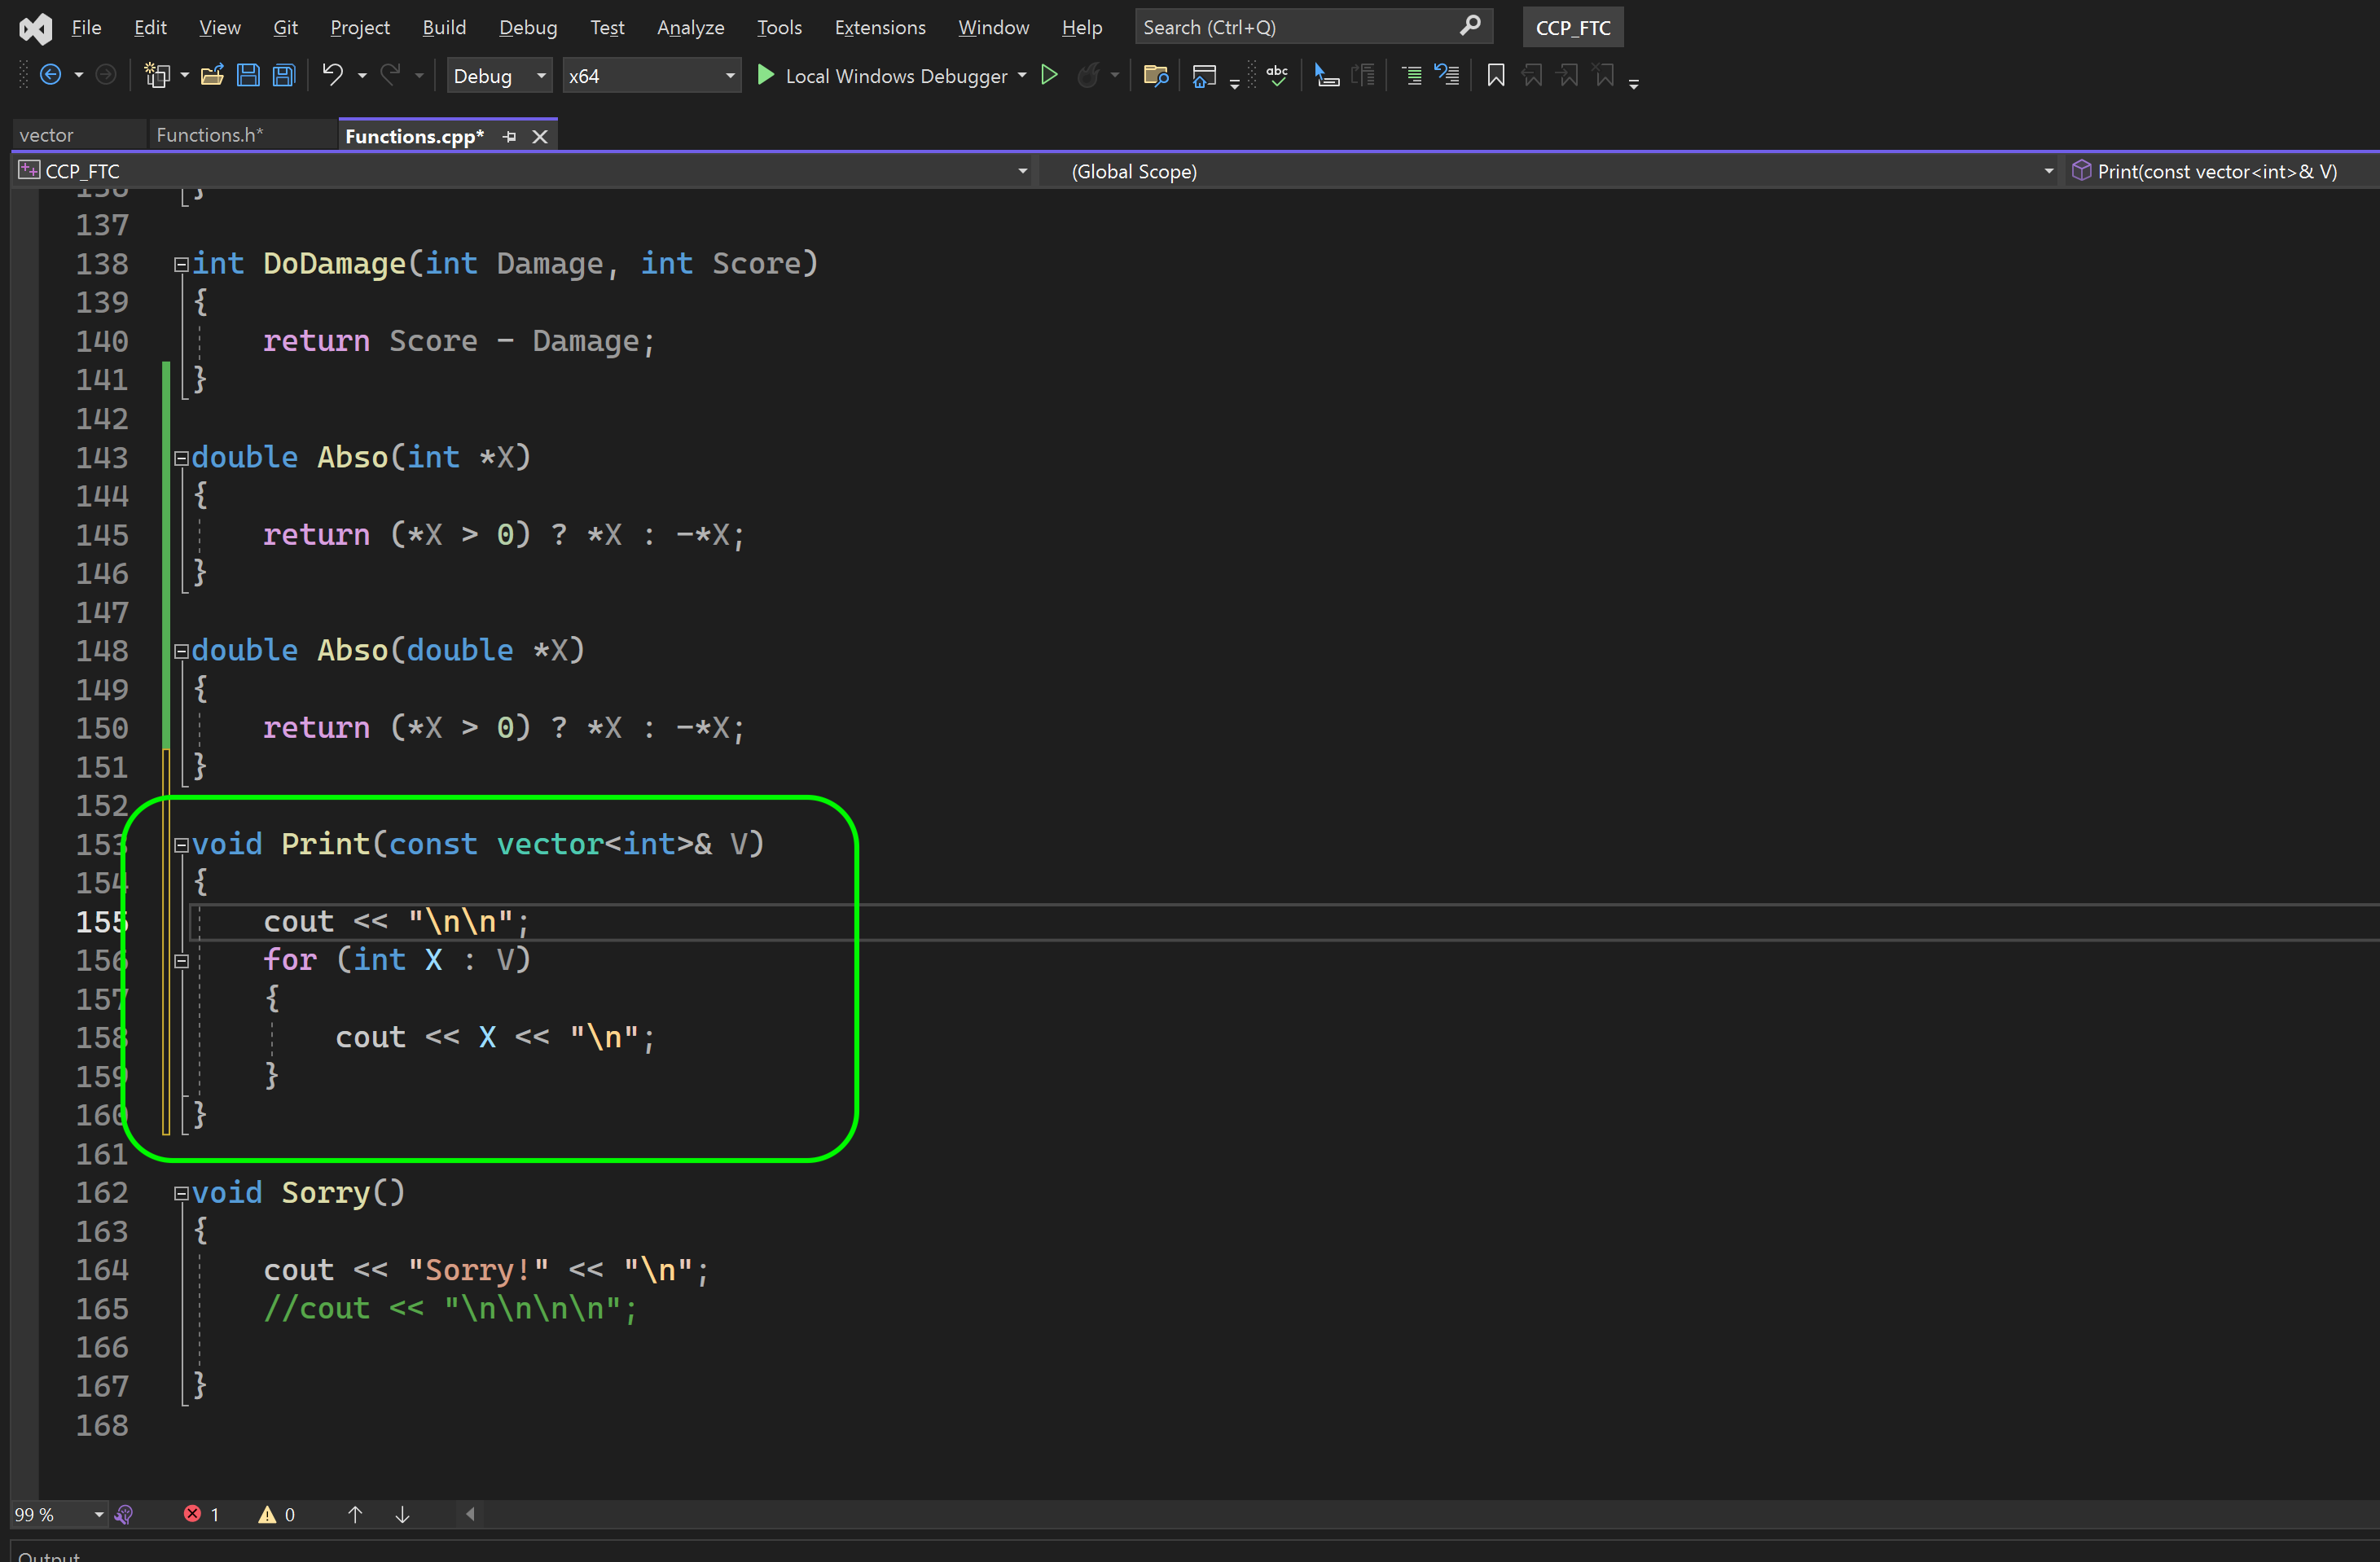 File Edit View Git Project Build Debug Test Analyze Tools Extensions Window Help Search (Ctrl+Q) CCP_FTC
Debug x64 Local Windows Debugger abc
vector Functions.h* Functions.cpp*
CCP_FTC (Global Scope) Print(const vector<int>& V)
136 }
137
138 int DoDamage(int Damage, int Score)
139 {
140 return Score - Damage;
141 }
142
143 double Abso(int *X)
144 {
145 return (*X > 0) ? *X : -*X;
146 }
147
148 double Abso(double *X)
149 {
150 return (*X > 0) ? *X : -*X;
151 }
152
153 void Print(const vector<int>& V)
154 {
155 cout << "\n\n";
156 for (int X : V)
157 {
158 cout << X << "\n";
159 }
160 }
161
162 void Sorry()
163 {
164 cout << "Sorry!" << "\n";
165 //cout << "\n\n\n\n";
166
167 }
168
99 % 1 0
Output